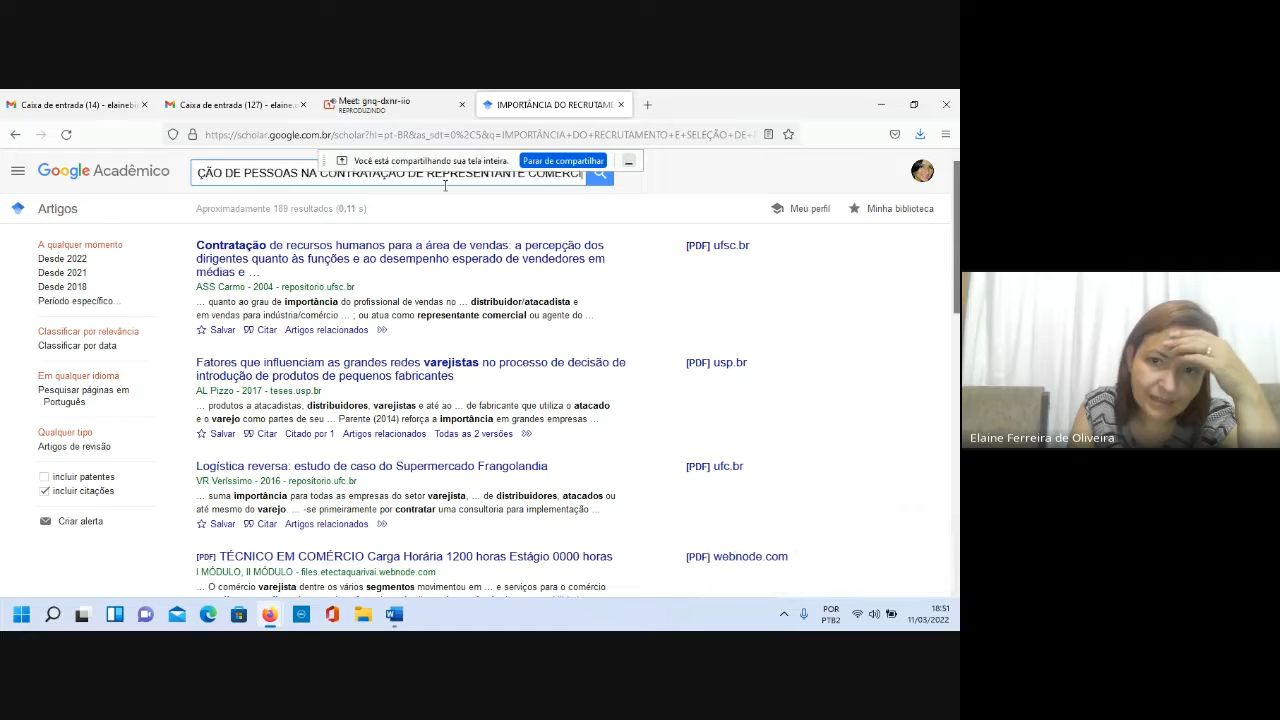 Caixa de entrada (14) - elainebi
Caixa de entrada (127) - elaine.c
Meet: gnq-dxnr-iio
REPRODUZINDO
IMPORTÂNCIA DO RECRUTAME
https://scholar.google.com.br/scholar?hl=pt-BR&as_sdt=0%2C5&q=IMPORTÂNCIA+DO+RECRUTAMENTO+E+SELEÇÃO+DE+
Você está compartilhando sua tela inteira.
Parar de compartilhar
Google Acadêmico
ÇÃO DE PESSOAS NA CONTRATAÇÃO DE REPRESENTANTE COMERCI
Artigos
Aproximadamente 189 resultados (0,11 s)
Meu perfil
Minha biblioteca
A qualquer momento
Desde 2022
Desde 2021
Desde 2018
Período específico...
Classificar por relevância
Classificar por data
Em qualquer idioma
Pesquisar páginas em
Português
Qualquer tipo
Artigos de revisão
incluir patentes
incluir citações
Criar alerta
Contratação de recursos humanos para a área de vendas: a percepção dos
dirigentes quanto às funções e ao desempenho esperado de vendedores em
médias e …
ASS Carmo - 2004 - repositorio.ufsc.br
… quanto ao grau de importância do profissional de vendas no … distribuidor/atacadista e
em vendas para indústria/comércio … ; ou atua como representante comercial ou agente do …
Salvar Citar Artigos relacionados
[PDF] ufsc.br
Fatores que influenciam as grandes redes varejistas no processo de decisão de
introdução de produtos de pequenos fabricantes
AL Pizzo - 2017 - teses.usp.br
… produtos a atacadistas, distribuidores, varejistas e até ao … de fabricante que utiliza o atacado
e o varejo como partes de seu … Parente (2014) reforça a importância em grandes empresas …
Salvar Citar Citado por 1 Artigos relacionados Todas as 2 versões
[PDF] usp.br
Logística reversa: estudo de caso do Supermercado Frangolandia
VR Veríssimo - 2016 - repositorio.ufc.br
… suma importância para todas as empresas do setor varejista, … de distribuidores, atacados ou
até mesmo do varejo. … -se primeiramente por contratar uma consultoria para implementação …
Salvar Citar Artigos relacionados
[PDF] ufc.br
[PDF] TÉCNICO EM COMÉRCIO Carga Horária 1200 horas Estágio 0000 horas
I MÓDULO, II MÓDULO - files.etectaquarivai.webnode.com
… O comércio varejista dentre os vários segmentos movimentou em … e serviços para o comércio
[PDF] webnode.com
POR
PTB2
18:51
11/03/2022
Elaine Ferreira de Oliveira